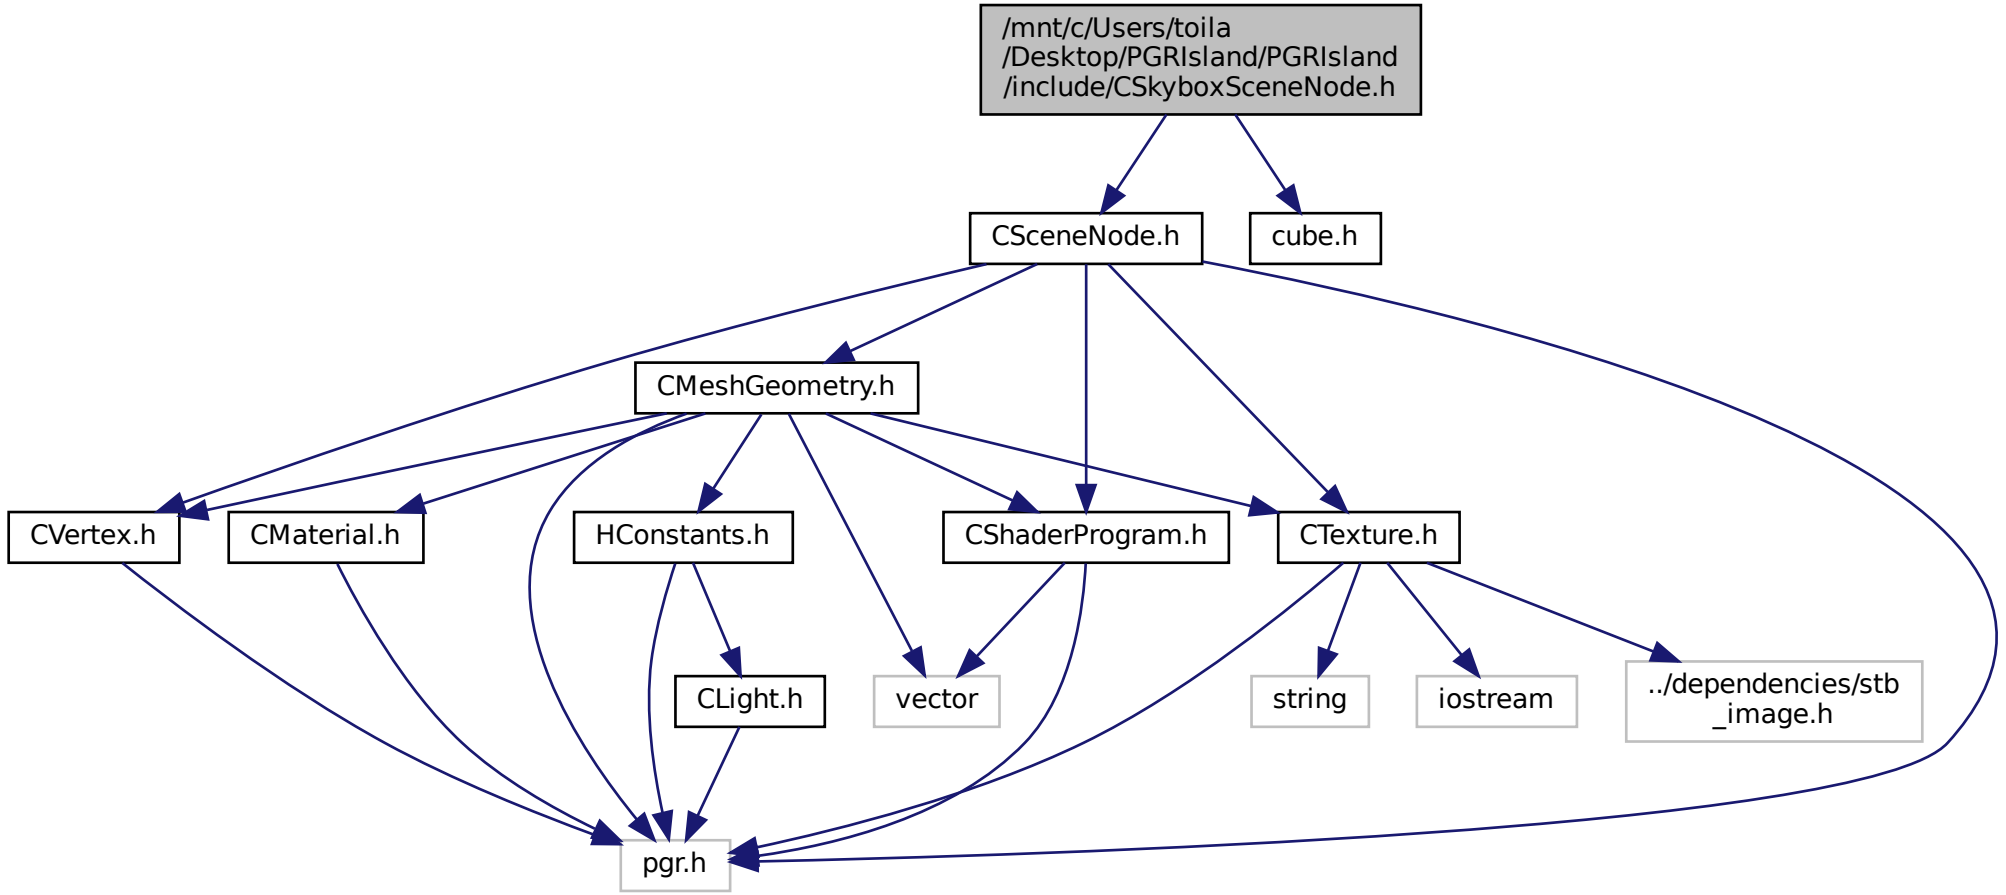 /mnt/c/Users/toila
/Desktop/PGRIsland/PGRIsland
/include/CSkyboxSceneNode.h
CSceneNode.h
cube.h
CMeshGeometry.h
CVertex.h
CMaterial.h
HConstants.h
CShaderProgram.h
CTexture.h
CLight.h
vector
string
iostream
../dependencies/stb
_image.h
pgr.h